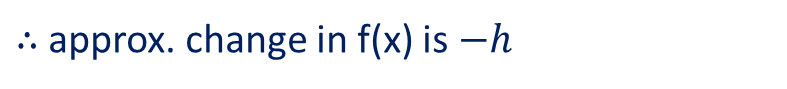 ∴ approx. change in f(x) is −ℎ